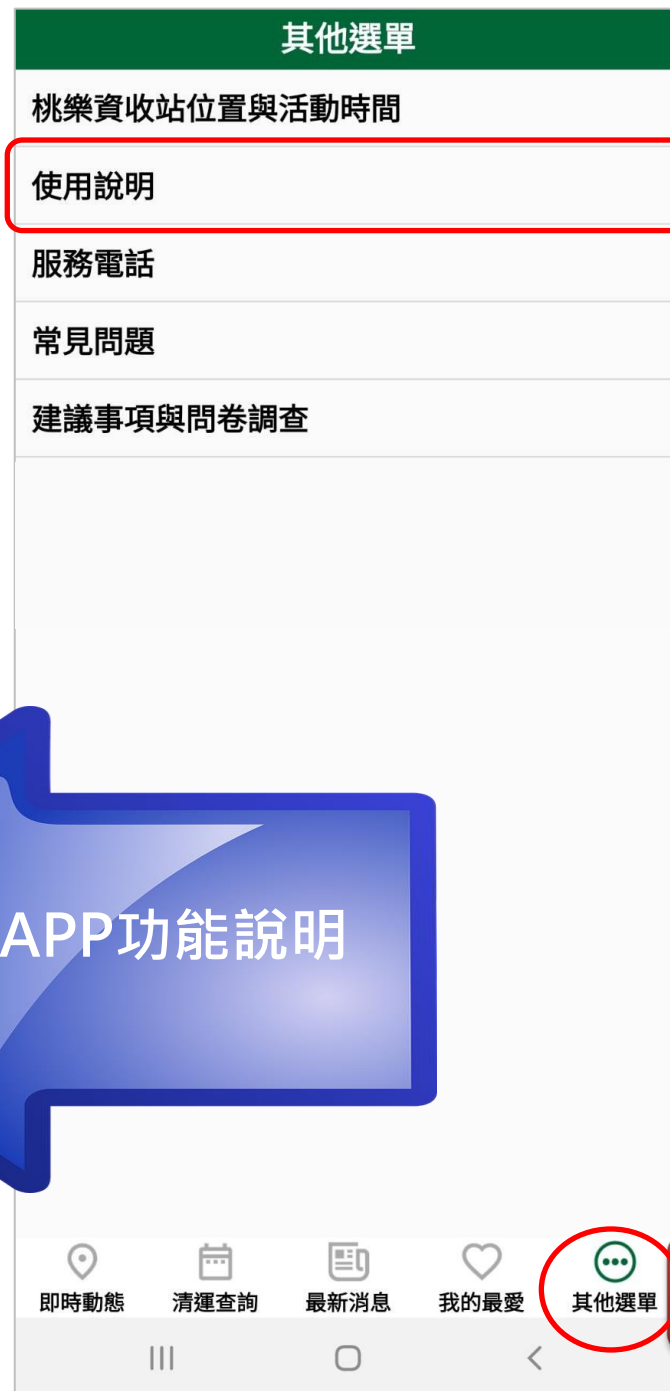 其他選單
桃樂資收站位置與活動時間
使用說明
服務電話
常見問題
建議事項與問卷調查
APP功能說明
即時動態
清運查詢
最新消息
我的最愛
其他選單